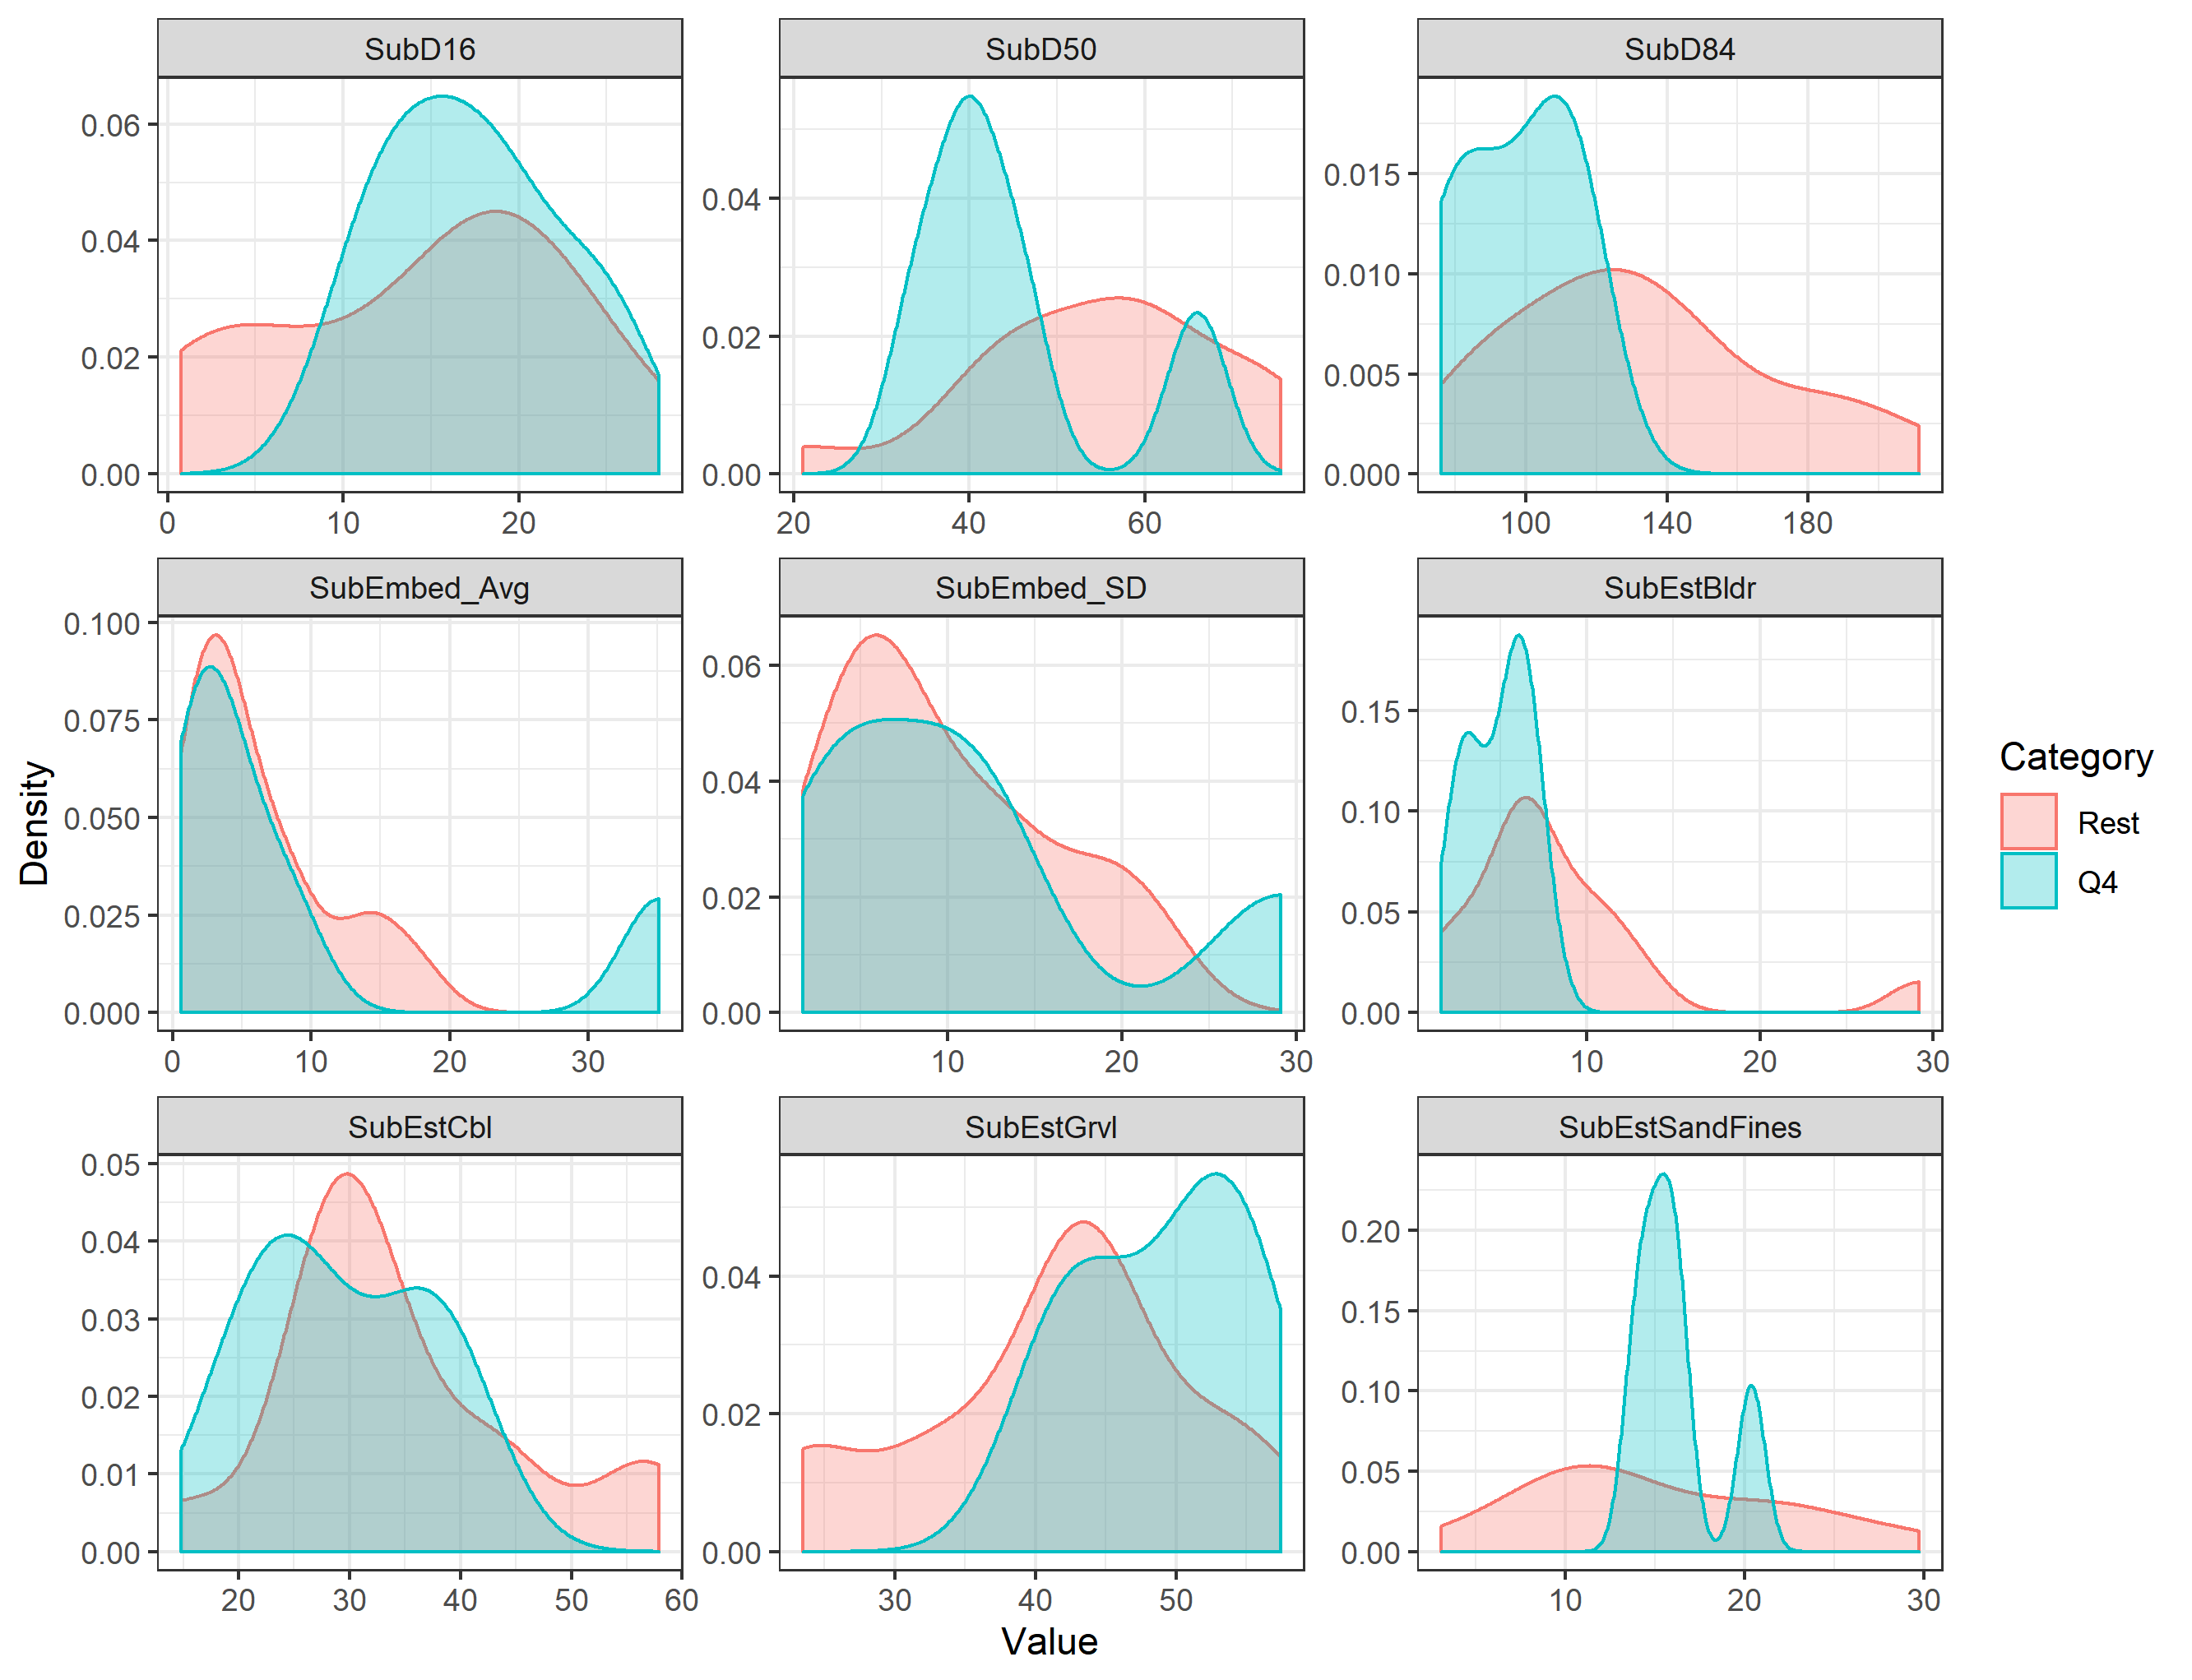 SubD16
SubD50
SubD84
0.06
0.04
0.02
0.00
0 10 20
0.04
0.02
0.00
20 40 60
0.015
0.010
0.005
0.000
100 140 180
SubEmbed_Avg
SubEmbed_SD
SubEstBldr
0.100
0.075
0.050
0.025
0.000
0 10 20 30
0.06
0.04
0.02
0.00
10 20 30
0.15
0.10
0.05
0.00
10 20 30
SubEstCbl
SubEstGrvl
SubEstSandFines
0.05
0.04
0.03
0.02
0.01
0.00
20 30 40 50 60
0.04
0.02
0.00
30 40 50
0.20
0.15
0.10
0.05
0.00
10 20 30
Density
Value
Category
Rest
Q4